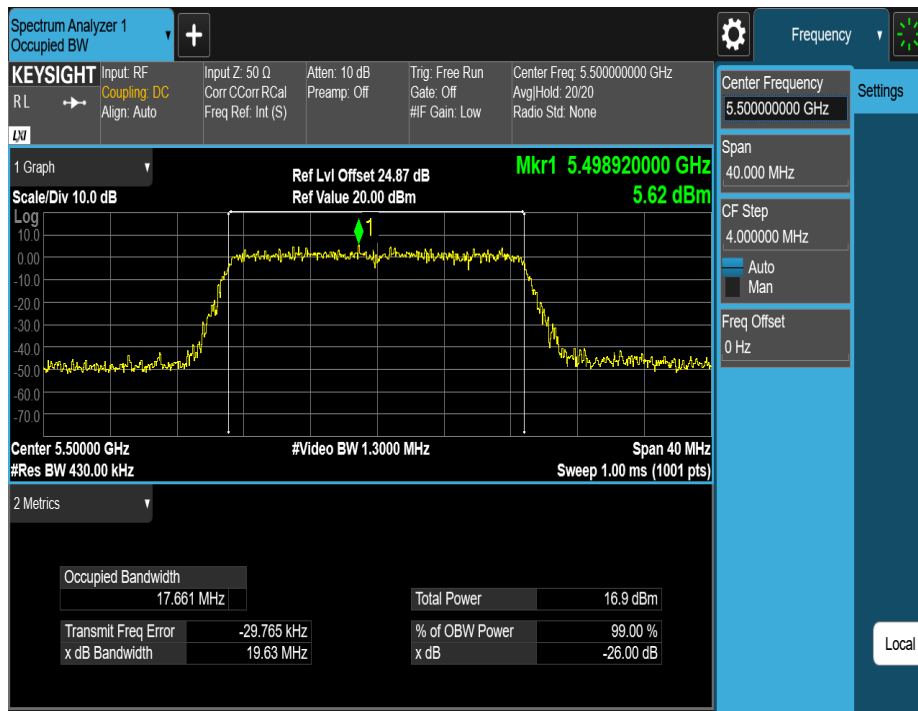 Spectrum Analyzer 1
Occupied BW
+
Frequency
KEYSIGHT
RL
LXI
Input: RF
Coupling: DC
Align: Auto
Input Z: 50 Ω
Corr CCorr RCal
Freq Ref: Int (S)
Atten: 10 dB
Preamp: Off
Trig: Free Run
Gate: Off
#IF Gain: Low
Center Freq: 5.500000000 GHz
Avg|Hold: 20/20
Radio Std: None
Center Frequency
5.500000000 GHz
Settings
Span
40.000 MHz
CF Step
4.000000 MHz
Auto
Man
Freq Offset
0 Hz
Local
1 Graph
Scale/Div 10.0 dB
Ref Lvl Offset 24.87 dB
Ref Value 20.00 dBm
Mkr1 5.498920000 GHz
5.62 dBm
Log
10.0
0.00
-10.0
-20.0
-30.0
-40.0
-50.0
-60.0
-70.0
1
Center 5.50000 GHz
#Video BW 1.3000 MHz
Span 40 MHz
#Res BW 430.00 kHz
Sweep 1.00 ms (1001 pts)
2 Metrics
Occupied Bandwidth
17.661 MHz
Total Power 16.9 dBm
Transmit Freq Error -29.765 kHz
% of OBW Power 99.00 %
x dB Bandwidth 19.63 MHz
x dB -26.00 dB